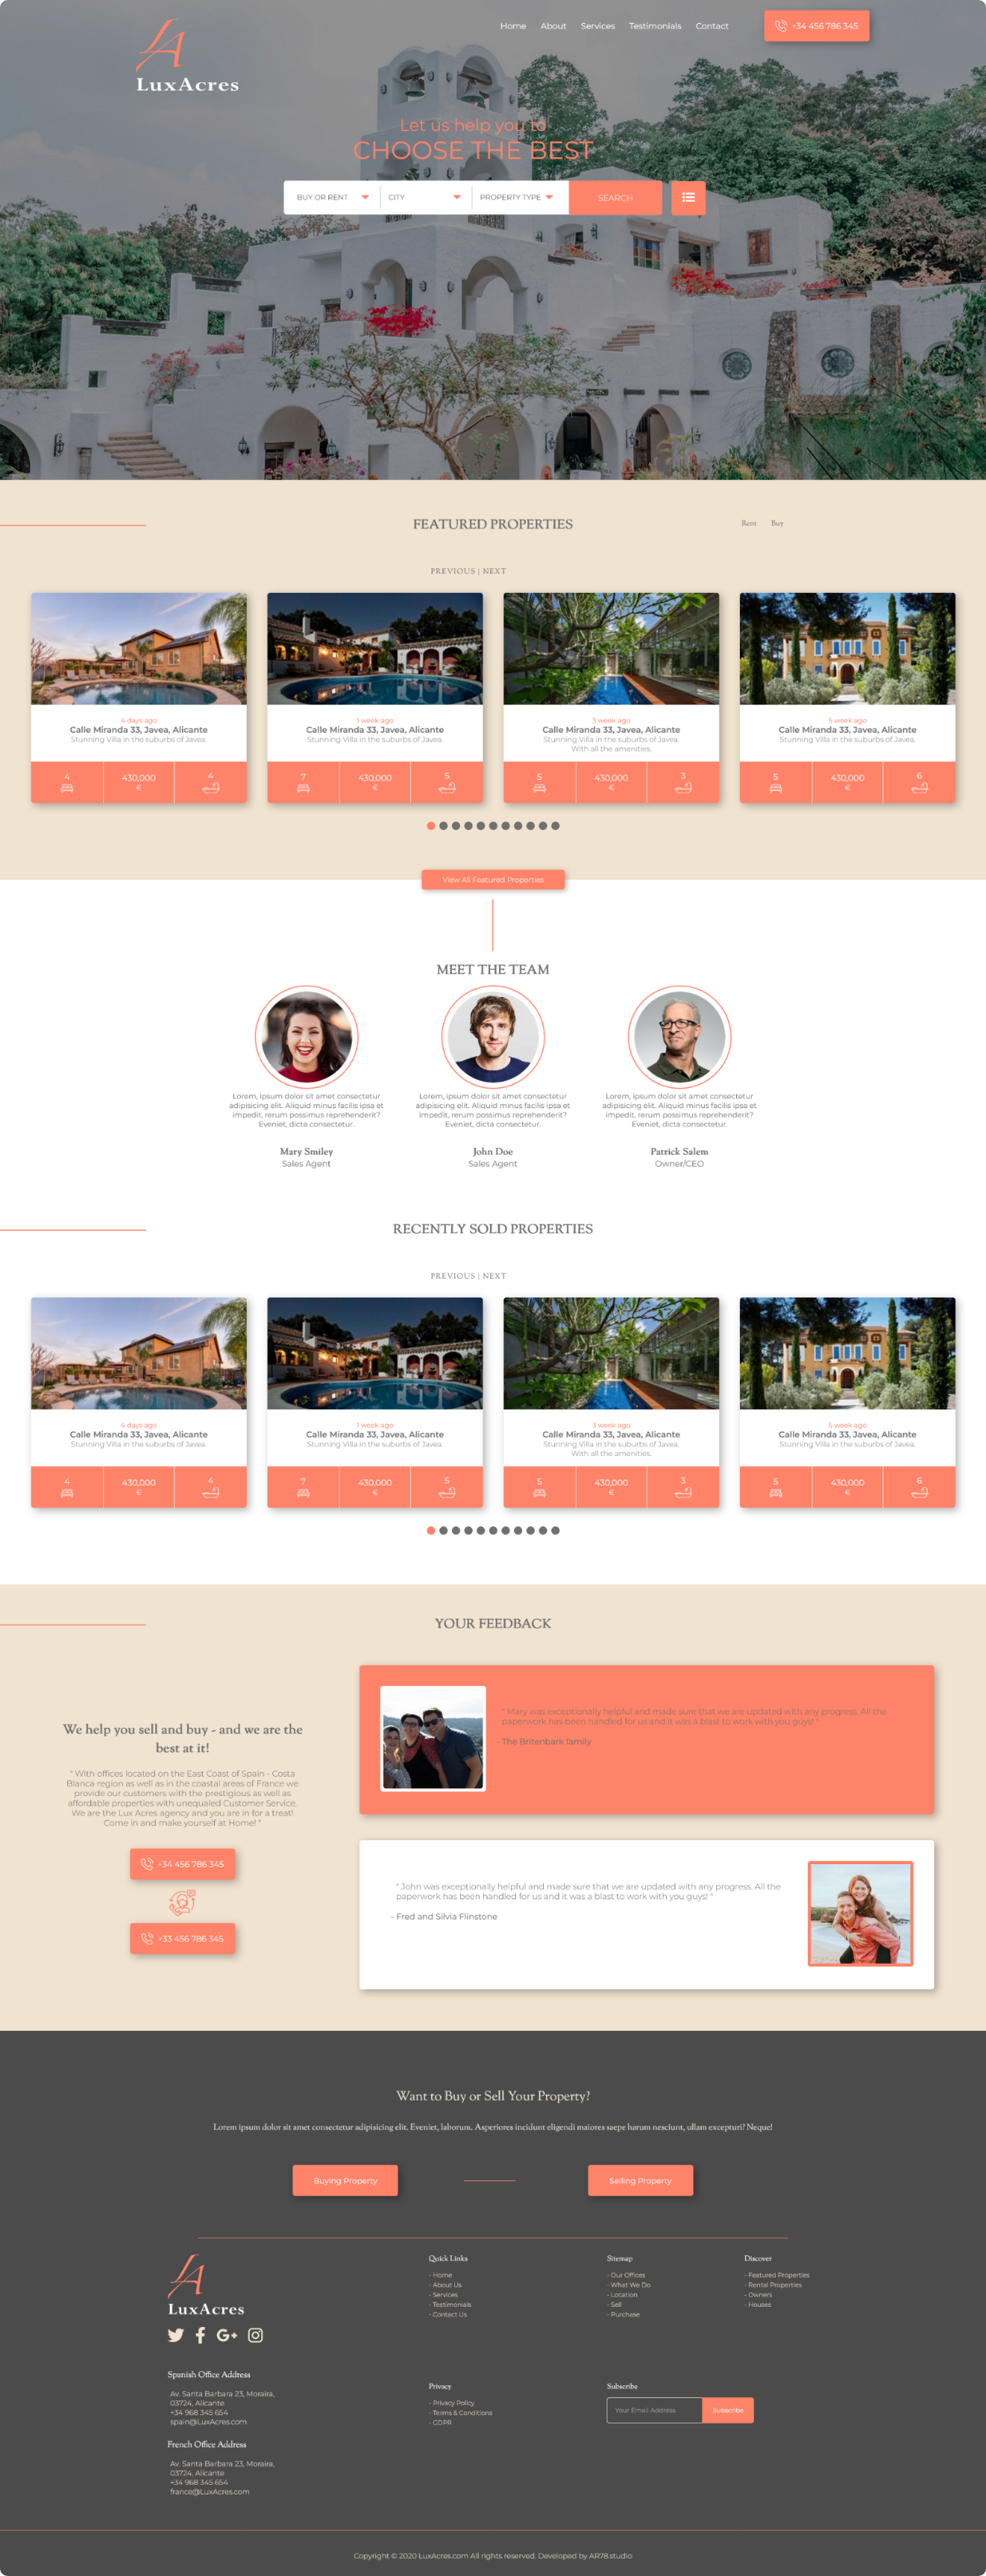 Home About Services Testimonials Contact +34 456 786 345
LuxAcres
Let us help you to
CHOOSE THE BEST
BUY OR RENT CITY PROPERTY TYPE SEARCH
FEATURED PROPERTIES
Rent Buy
PREVIOUS | NEXT
4 days ago
Calle Miranda 33, Javea, Alicante
Stunning Villa in the suburbs of Javea.
4 430,000 4
€
1 week ago
Calle Miranda 33, Javea, Alicante
Stunning Villa in the suburbs of Javea.
7 430,000 5
€
3 week ago
Calle Miranda 33, Javea, Alicante
Stunning Villa in the suburbs of Javea.
With all the amenities.
5 430,000 3
€
5 week ago
Calle Miranda 33, Javea, Alicante
Stunning Villa in the suburbs of Javea.
5 430,000 6
€
View All Featured Properties
MEET THE TEAM
Lorem, ipsum dolor sit amet consectetur
adipisicing elit. Aliquid minus facilis ipsa et
impedit, rerum possimus reprehenderit?
Eveniet, dicta consectetur.
Mary Smiley
Sales Agent
Lorem, ipsum dolor sit amet consectetur
adipisicing elit. Aliquid minus facilis ipsa et
impedit, rerum possimus reprehenderit?
Eveniet, dicta consectetur.
John Doe
Sales Agent
Lorem, ipsum dolor sit amet consectetur
adipisicing elit. Aliquid minus facilis ipsa et
impedit, rerum possimus reprehenderit?
Eveniet, dicta consectetur.
Patrick Salem
Owner/CEO
RECENTLY SOLD PROPERTIES
PREVIOUS | NEXT
4 days ago
Calle Miranda 33, Javea, Alicante
Stunning Villa in the suburbs of Javea.
4 430,000 4
€
1 week ago
Calle Miranda 33, Javea, Alicante
Stunning Villa in the suburbs of Javea.
7 430,000 5
€
3 week ago
Calle Miranda 33, Javea, Alicante
Stunning Villa in the suburbs of Javea.
With all the amenities.
5 430,000 3
€
5 week ago
Calle Miranda 33, Javea, Alicante
Stunning Villa in the suburbs of Javea.
5 430,000 6
€
YOUR FEEDBACK
We help you sell and buy - and we are the
best at it!
" With offices located on the East Coast of Spain - Costa
Blanca region as well as in the coastal areas of France we
provide our customers with the prestigious as well as
affordable properties with unequaled Customer Service.
We are the Lux Acres agency and you are in for a treat!
Come in and make yourself at Home! "
+34 456 786 345
+33 456 786 345
" Mary was exceptionally helpful and made sure that we are updated with any progress. All the
paperwork has been handled for us and it was a blast to work with you guys! "
- The Britenbark family
" John was exceptionally helpful and made sure that we are updated with any progress. All the
paperwork has been handled for us and it was a blast to work with you guys! "
- Fred and Silvia Flinstone
Want to Buy or Sell Your Property?
Lorem ipsum dolor sit amet consectetur adipisicing elit. Eveniet, laborum. Asperiores incidunt eligendi maiores saepe harum nesciunt, ullam excepturi? Neque!
Buying Property Selling Property
LuxAcres
Quick Links
- Home
- About Us
- Services
- Testimonials
- Contact Us
Sitemap
- Our Offices
- What We Do
- Location
- Sell
- Purchase
Discover
- Featured Properties
- Rental Properties
- Owners
- Houses
Spanish Office Address
Av. Santa Barbara 23, Moraira,
03724, Alicante
+34 968 345 654
spain@LuxAcres.com
French Office Address
Av. Santa Barbara 23, Moraira,
03724, Alicante
+34 968 345 654
france@LuxAcres.com
Privacy
- Privacy Policy
- Terms & Conditions
- GDPR
Subscribe
Your Email Address Subscribe
Copyright © 2020 LuxAcres.com All rights reserved. Developed by AR78.studio